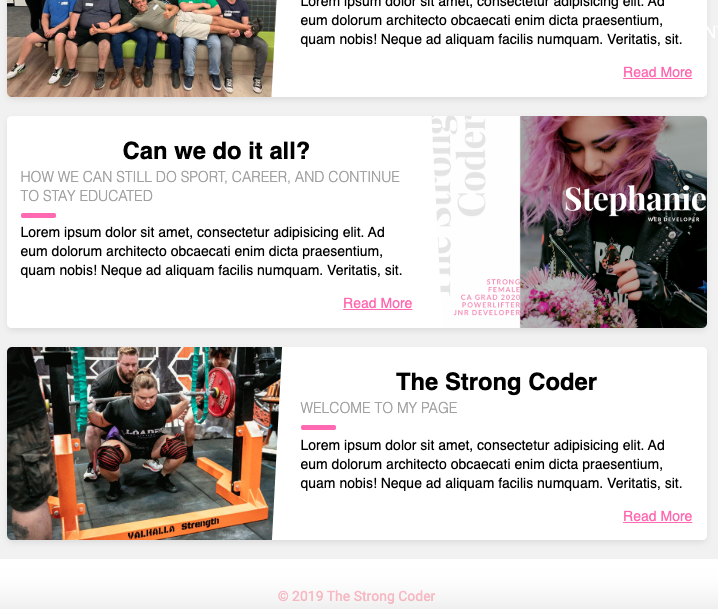 Lorem ipsum dolor sit amet, consectetur adipisicing elit. Ad
eum dolorum architecto obcaecati enim dicta praesentium,
quam nobis! Neque ad aliquam facilis numquam. Veritatis, sit.
N
Read More
Can we do it all?
HOW WE CAN STILL DO SPORT, CAREER, AND CONTINUE
TO STAY EDUCATED
Lorem ipsum dolor sit amet, consectetur adipisicing elit. Ad
eum dolorum architecto obcaecati enim dicta praesentium,
quam nobis! Neque ad aliquam facilis numquam. Veritatis, sit.
Read More
The Strong
Coder
Stephanie
WEB DEVELOPER
STRONG
FEMALE
CA GRAD 2020
POWERLIFTER
JNR DEVELOPER
VALHALLA Strength
The Strong Coder
WELCOME TO MY PAGE
Lorem ipsum dolor sit amet, consectetur adipisicing elit. Ad
eum dolorum architecto obcaecati enim dicta praesentium,
quam nobis! Neque ad aliquam facilis numquam. Veritatis, sit.
Read More
© 2019 The Strong Coder